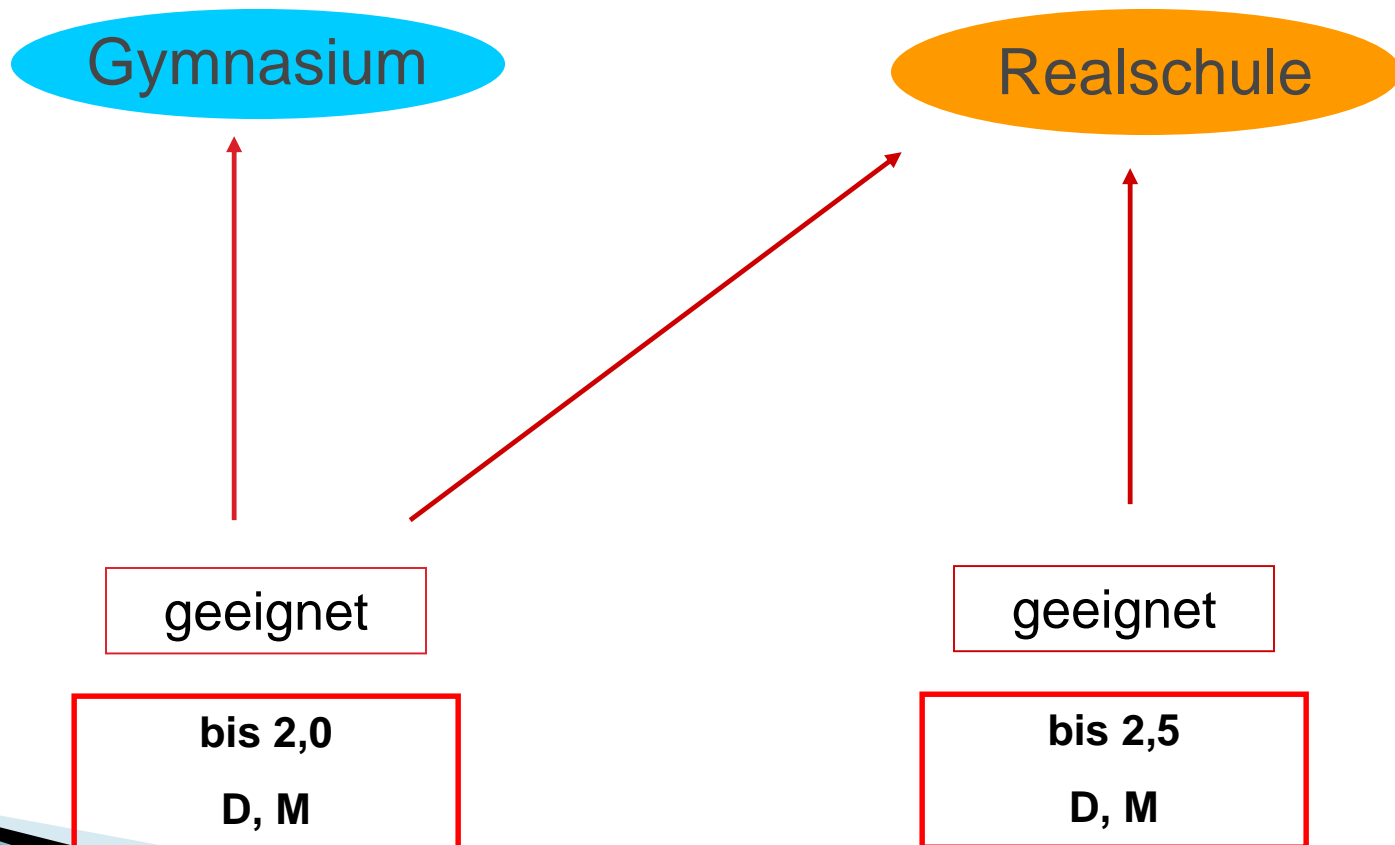 Gymnasium
Realschule
geeignet
geeignet
bis 2,0
D, M
bis 2,5
D, M